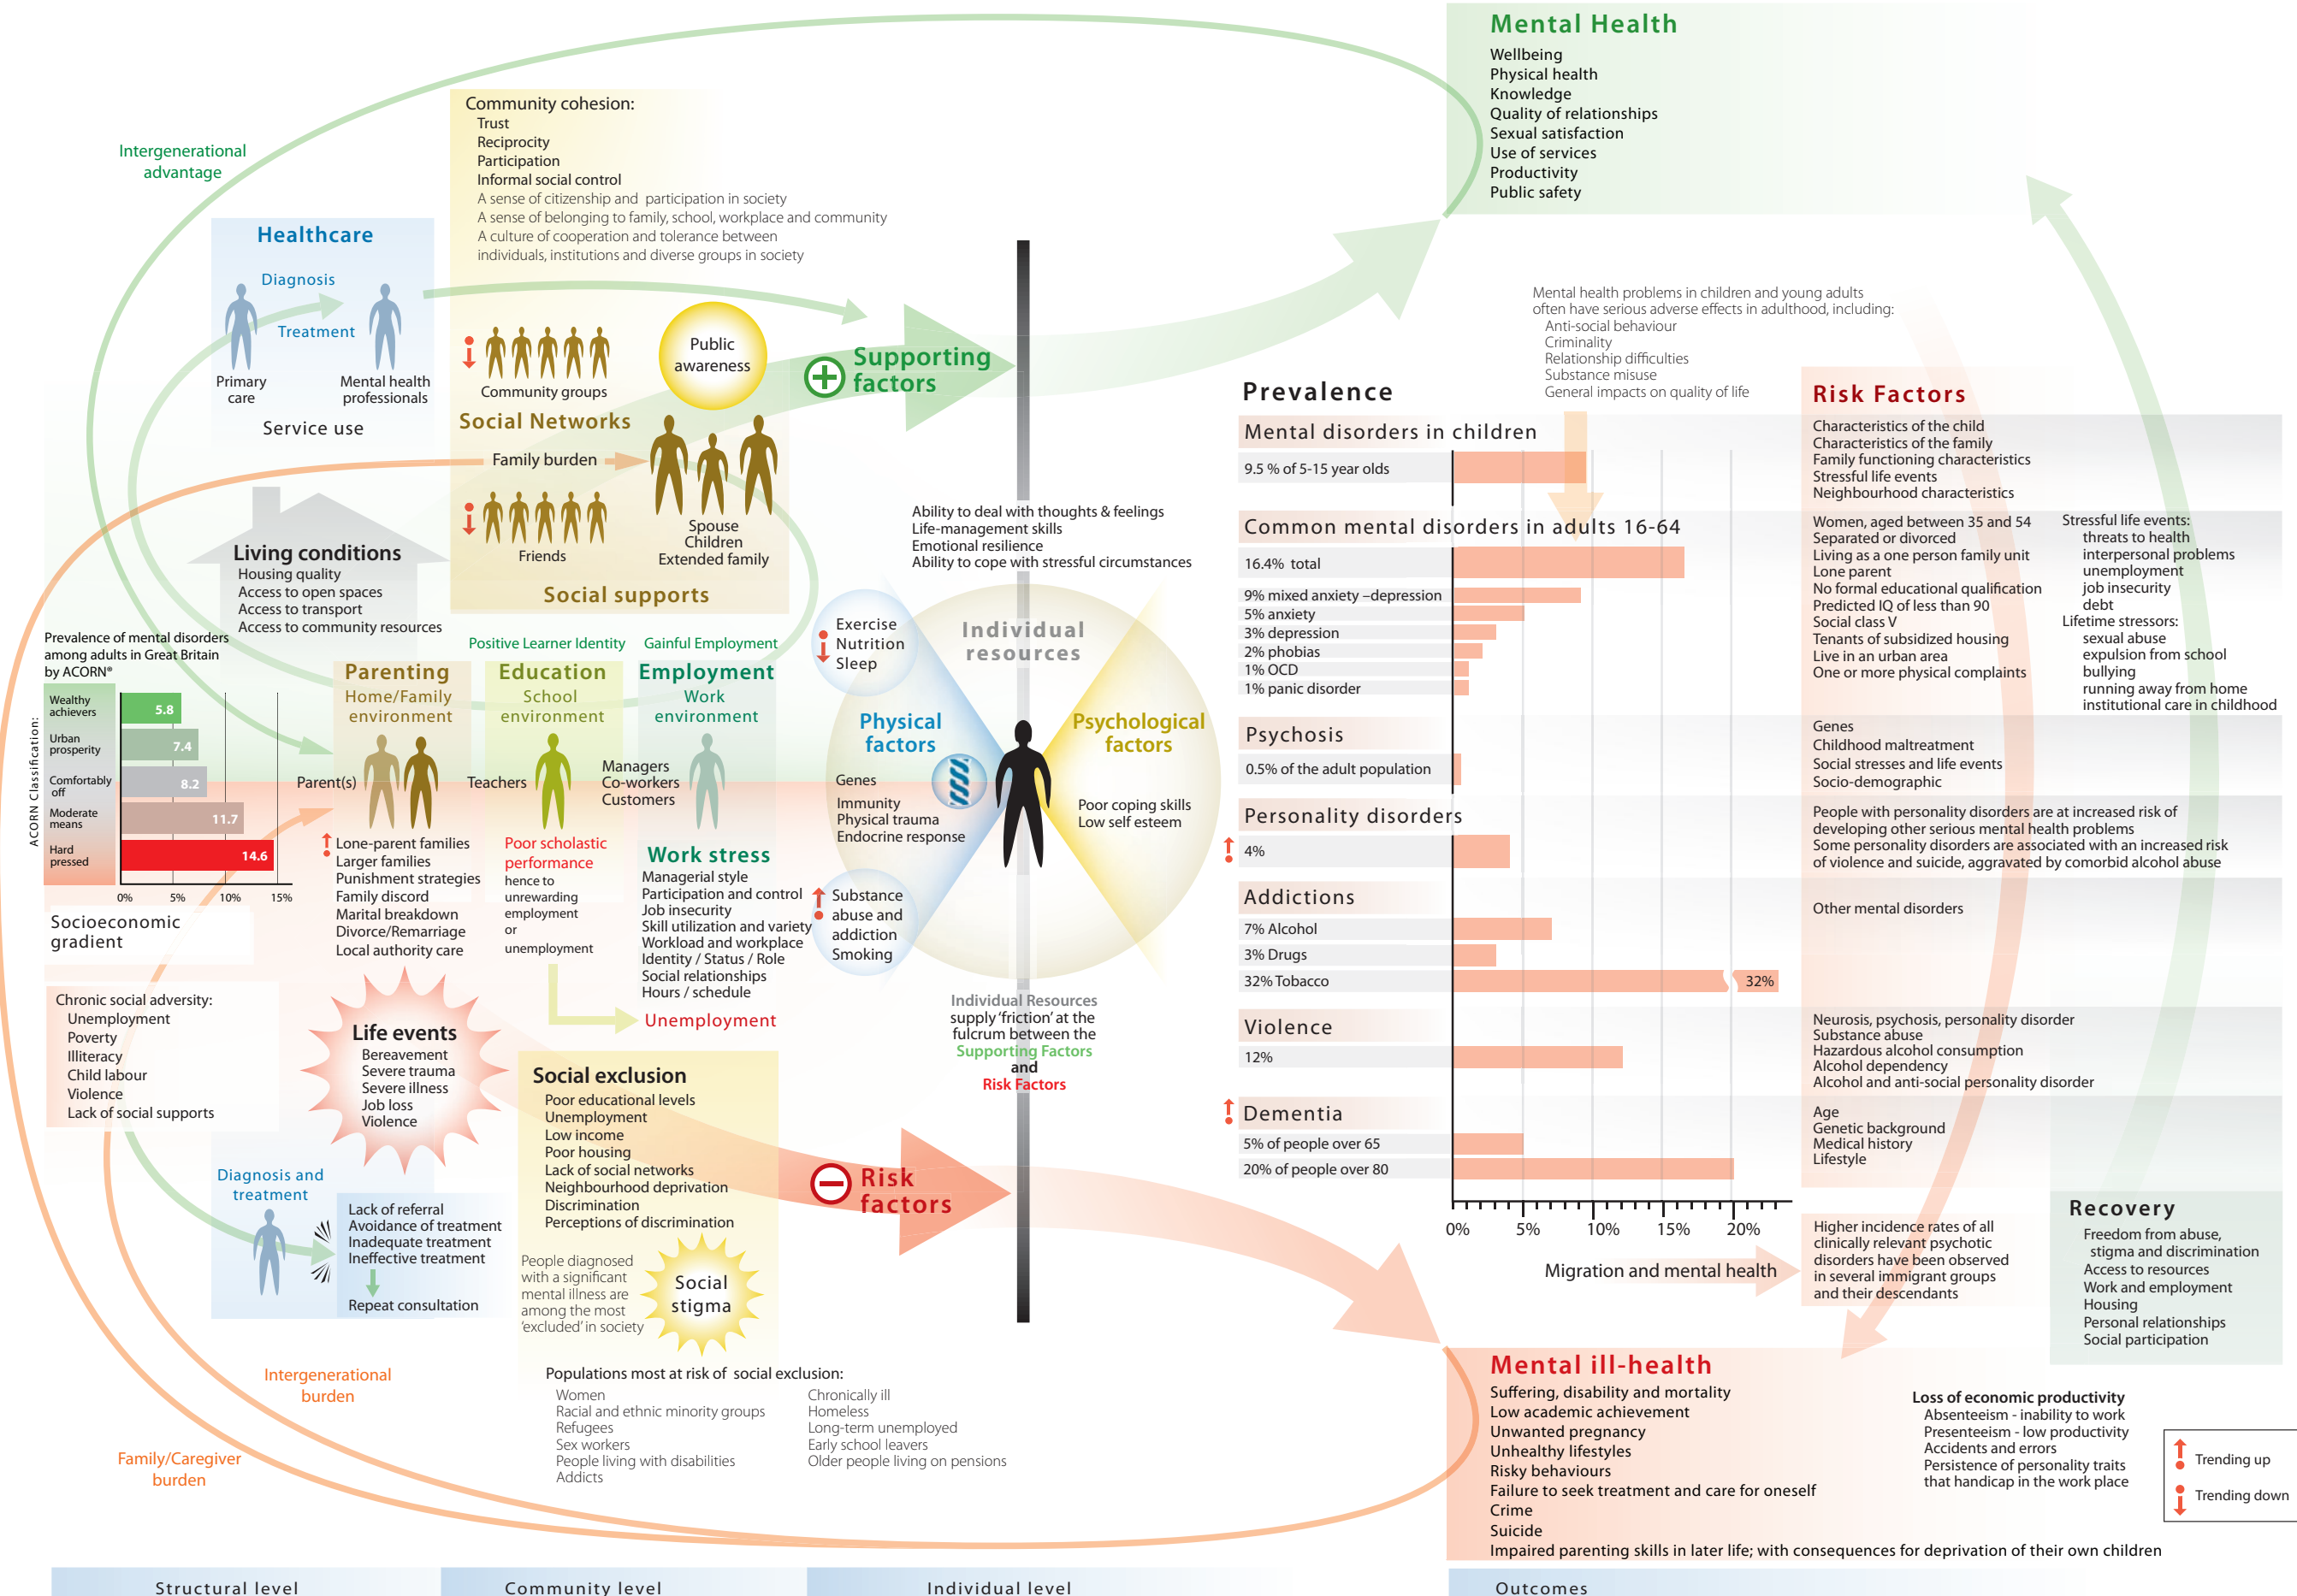 Mental Health
Wellbeing
Physical health
Knowledge
Quality of relationships
Sexual satisfaction
Use of services
Productivity
Public safety
Intergenerational
advantage
Community cohesion:
Trust
Reciprocity
Participation
Informal social control
A sense of citizenship and participation in society
A sense of belonging to family, school, workplace and community
A culture of cooperation and tolerance between
individuals, institutions and diverse groups in society
Healthcare
Diagnosis
Treatment
Primary
care
Mental health
professionals
Service use
Community groups
Public
awareness
Social Networks
Family burden
Friends
Spouse
Children
Extended family
Social supports
Supporting
factors
Living conditions
Housing quality
Access to open spaces
Access to transport
Access to community resources
Prevalence of mental disorders
among adults in Great Britain
by ACORN®
ACORN Classification:
Wealthy
achievers
5.8
Urban
prosperity
7.4
Comfortably
off
8.2
Moderate
means
11.7
Hard
pressed
14.6
0% 5% 10% 15%
Socioeconomic
gradient
Parenting
Home/Family
environment
Parent(s)
Lone-parent families
Larger families
Punishment strategies
Family discord
Marital breakdown
Divorce/Remarriage
Local authority care
Positive Learner Identity
Education
School
environment
Teachers
Poor scholastic
performance
hence to
unrewarding
employment
or
unemployment
Gainful Employment
Employment
Work
environment
Managers
Co-workers
Customers
Work stress
Managerial style
Participation and control
Job insecurity
Skill utilization and variety
Workload and workplace
Identity / Status / Role
Social relationships
Hours / schedule
Unemployment
Ability to deal with thoughts & feelings
Life-management skills
Emotional resilience
Ability to cope with stressful circumstances
Individual
resources
Exercise
Nutrition
Sleep
Physical
factors
Genes
Immunity
Physical trauma
Endocrine response
Psychological
factors
Poor coping skills
Low self esteem
Substance
abuse and
addiction
Smoking
Individual Resources
supply 'friction' at the
fulcrum between the
Supporting Factors
and
Risk Factors
Chronic social adversity:
Unemployment
Poverty
Illiteracy
Child labour
Violence
Lack of social supports
Life events
Bereavement
Severe trauma
Severe illness
Job loss
Violence
Diagnosis and
treatment
Lack of referral
Avoidance of treatment
Inadequate treatment
Ineffective treatment
Repeat consultation
Social exclusion
Poor educational levels
Unemployment
Low income
Poor housing
Lack of social networks
Neighbourhood deprivation
Discrimination
Perceptions of discrimination
People diagnosed
with a significant
mental illness are
among the most
'excluded' in society
Social
stigma
Risk
factors
Populations most at risk of social exclusion:
Women
Racial and ethnic minority groups
Refugees
Sex workers
People living with disabilities
Addicts
Chronically ill
Homeless
Long-term unemployed
Early school leavers
Older people living on pensions
Intergenerational
burden
Family/Caregiver
burden
Mental health problems in children and young adults
often have serious adverse effects in adulthood, including:
Anti-social behaviour
Criminality
Relationship difficulties
Substance misuse
General impacts on quality of life
Prevalence
Risk Factors
Mental disorders in children
9.5 % of 5-15 year olds
Characteristics of the child
Characteristics of the family
Family functioning characteristics
Stressful life events
Neighbourhood characteristics
Common mental disorders in adults 16-64
16.4% total
9% mixed anxiety –depression
5% anxiety
3% depression
2% phobias
1% OCD
1% panic disorder
Women, aged between 35 and 54
Separated or divorced
Living as a one person family unit
Lone parent
No formal educational qualification
Predicted IQ of less than 90
Social class V
Tenants of subsidized housing
Live in an urban area
One or more physical complaints
Stressful life events:
threats to health
interpersonal problems
unemployment
job insecurity
debt
Lifetime stressors:
sexual abuse
expulsion from school
bullying
running away from home
institutional care in childhood
Psychosis
0.5% of the adult population
Genes
Childhood maltreatment
Social stresses and life events
Socio-demographic
Personality disorders
4%
People with personality disorders are at increased risk of
developing other serious mental health problems
Some personality disorders are associated with an increased risk
of violence and suicide, aggravated by comorbid alcohol abuse
Addictions
7% Alcohol
3% Drugs
32% Tobacco
32%
Other mental disorders
Violence
12%
Neurosis, psychosis, personality disorder
Substance abuse
Hazardous alcohol consumption
Alcohol dependency
Alcohol and anti-social personality disorder
Dementia
5% of people over 65
20% of people over 80
Age
Genetic background
Medical history
Lifestyle
0% 5% 10% 15% 20%
Migration and mental health
Higher incidence rates of all
clinically relevant psychotic
disorders have been observed
in several immigrant groups
and their descendants
Recovery
Freedom from abuse,
stigma and discrimination
Access to resources
Work and employment
Housing
Personal relationships
Social participation
Mental ill-health
Suffering, disability and mortality
Low academic achievement
Unwanted pregnancy
Unhealthy lifestyles
Risky behaviours
Failure to seek treatment and care for oneself
Crime
Suicide
Impaired parenting skills in later life; with consequences for deprivation of their own children
Loss of economic productivity
Absenteeism - inability to work
Presenteeism - low productivity
Accidents and errors
Persistence of personality traits
that handicap in the work place
Trending up
Trending down
Structural level
Community level
Individual level
Outcomes